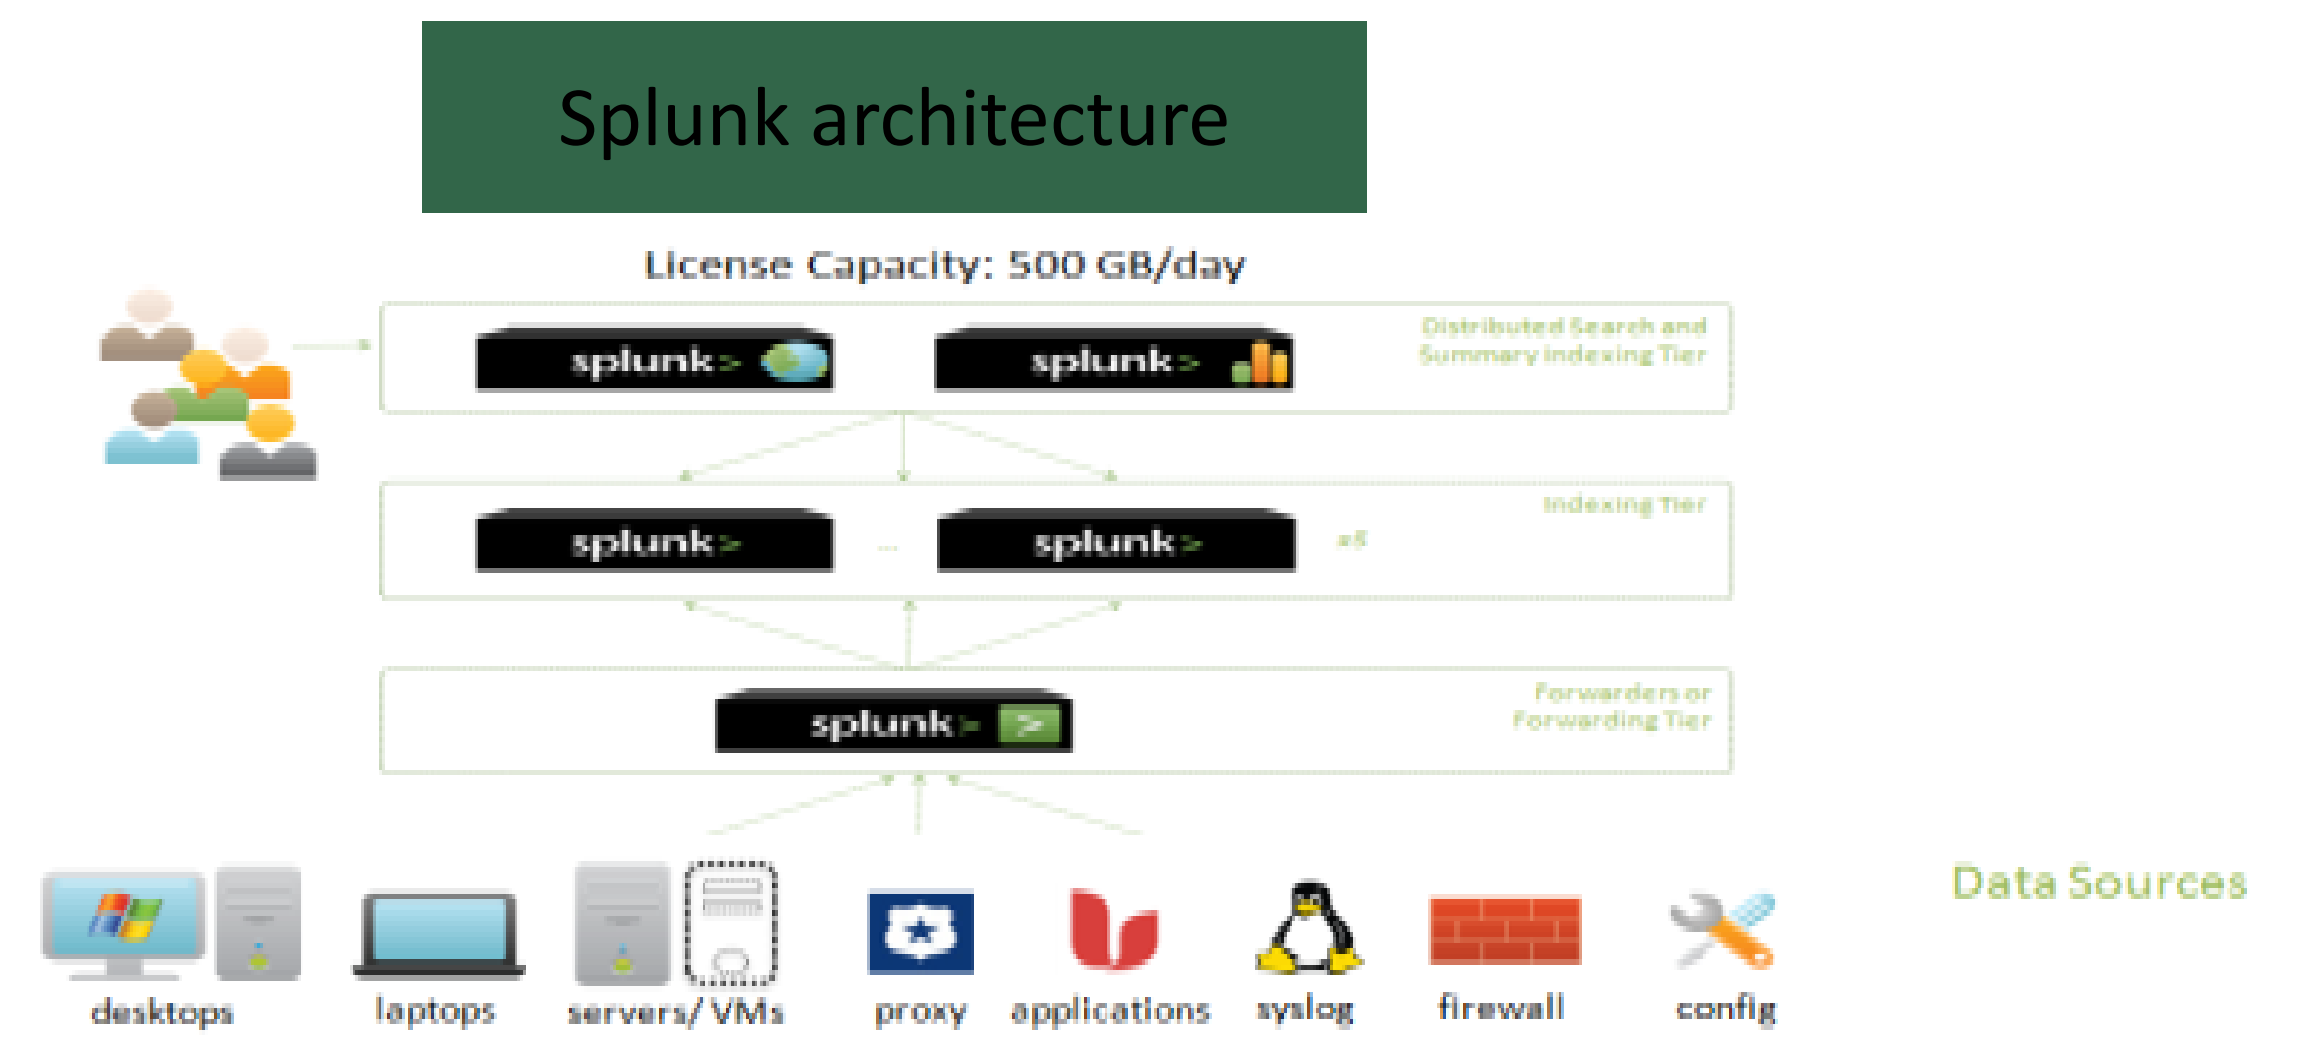 Splunk architecture
License Capacity: 500 GB/day
splunk>
splunk>
Distributed Search and
Summary Indexing Tier
Indexing Tier
splunk>
...
splunk>
x5
Forwarders or
Forwarding Tier
splunk>
>
Data Sources
desktops
laptops
servers/ VMs
proxy
applications
syslog
firewall
config